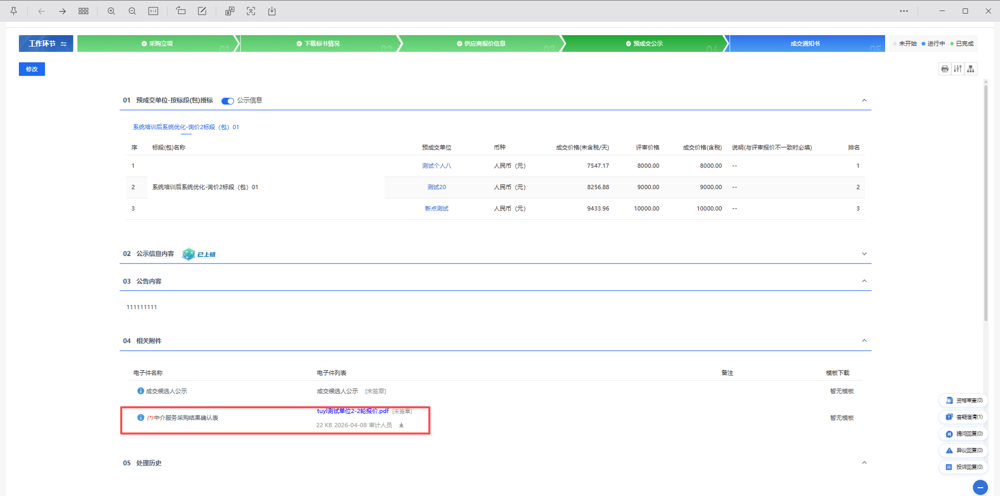 工作环节
采购立项 01
下载标书情况 02
供应商报价信息 03
预成交公示 04
成交通知书 05
未开始 进行中 已完成
修改
01 预成交单位-按标段(包)授标 公示信息
系统培训后系统优化-询价2标段（包）01
序 标段(包)名称 预成交单位 币种 成交价格(未含税/天) 评审价格 成交价格(含税) 说明(与评审报价不一致时必填) 排名
1 测试个人八 人民币（元） 7547.17 8000.00 8000.00 -- 1
2 系统培训后系统优化-询价2标段（包）01 测试20 人民币（元） 8256.88 9000.00 9000.00 -- 2
3 新点测试 人民币（元） 9433.96 10000.00 10000.00 -- 3
02 公示信息内容 已上链
03 公告内容
111111111
04 相关附件
电子件名称 电子件列表 备注 模板下载
成交候选人公示 成交候选人公示 [未签章] 暂无模板
(*)中介服务采购结果确认表 tuyl测试单位2-2轮报价.pdf [未签章] 暂无模板
22 KB 2026-04-08 审计人员
05 处理历史
资格审查(0)
答疑澄清(1)
提问回复(0)
异议回复(0)
投诉回复(0)